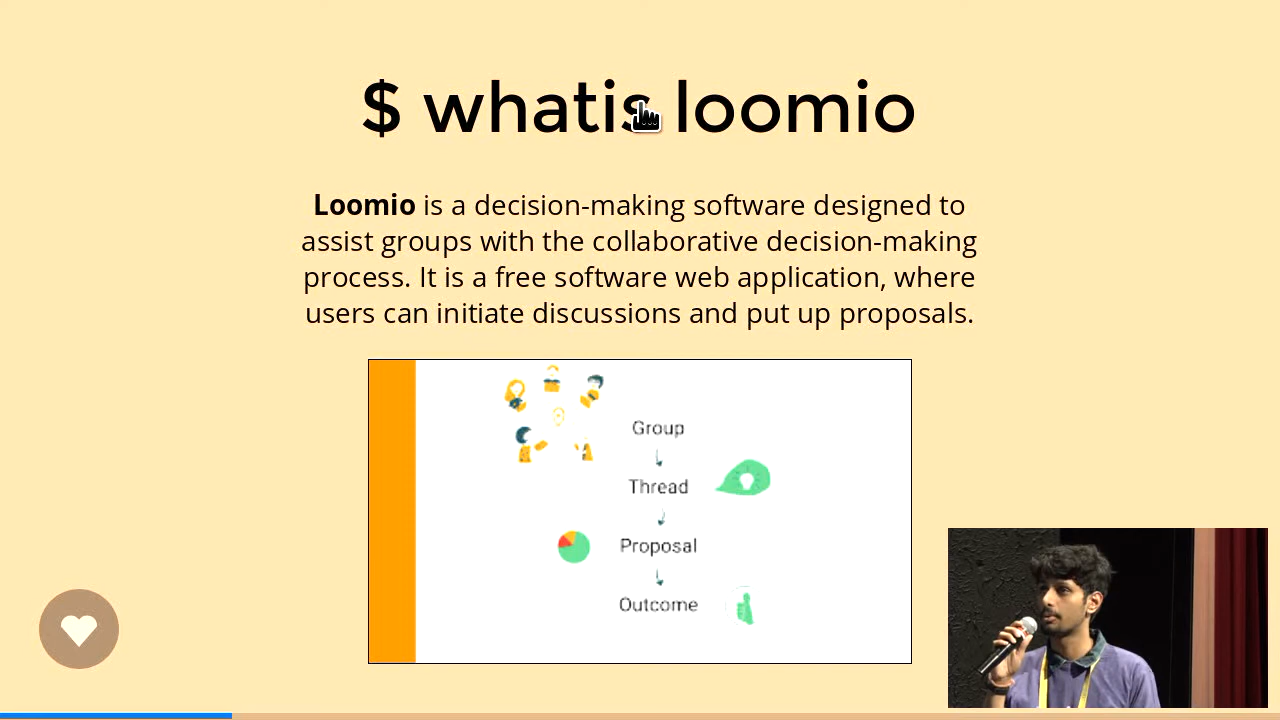 $ whatis loomio
Loomio is a decision-making software designed to
assist groups with the collaborative decision-making
process. It is a free software web application, where
users can initiate discussions and put up proposals.
Group
Thread
Proposal
Outcome